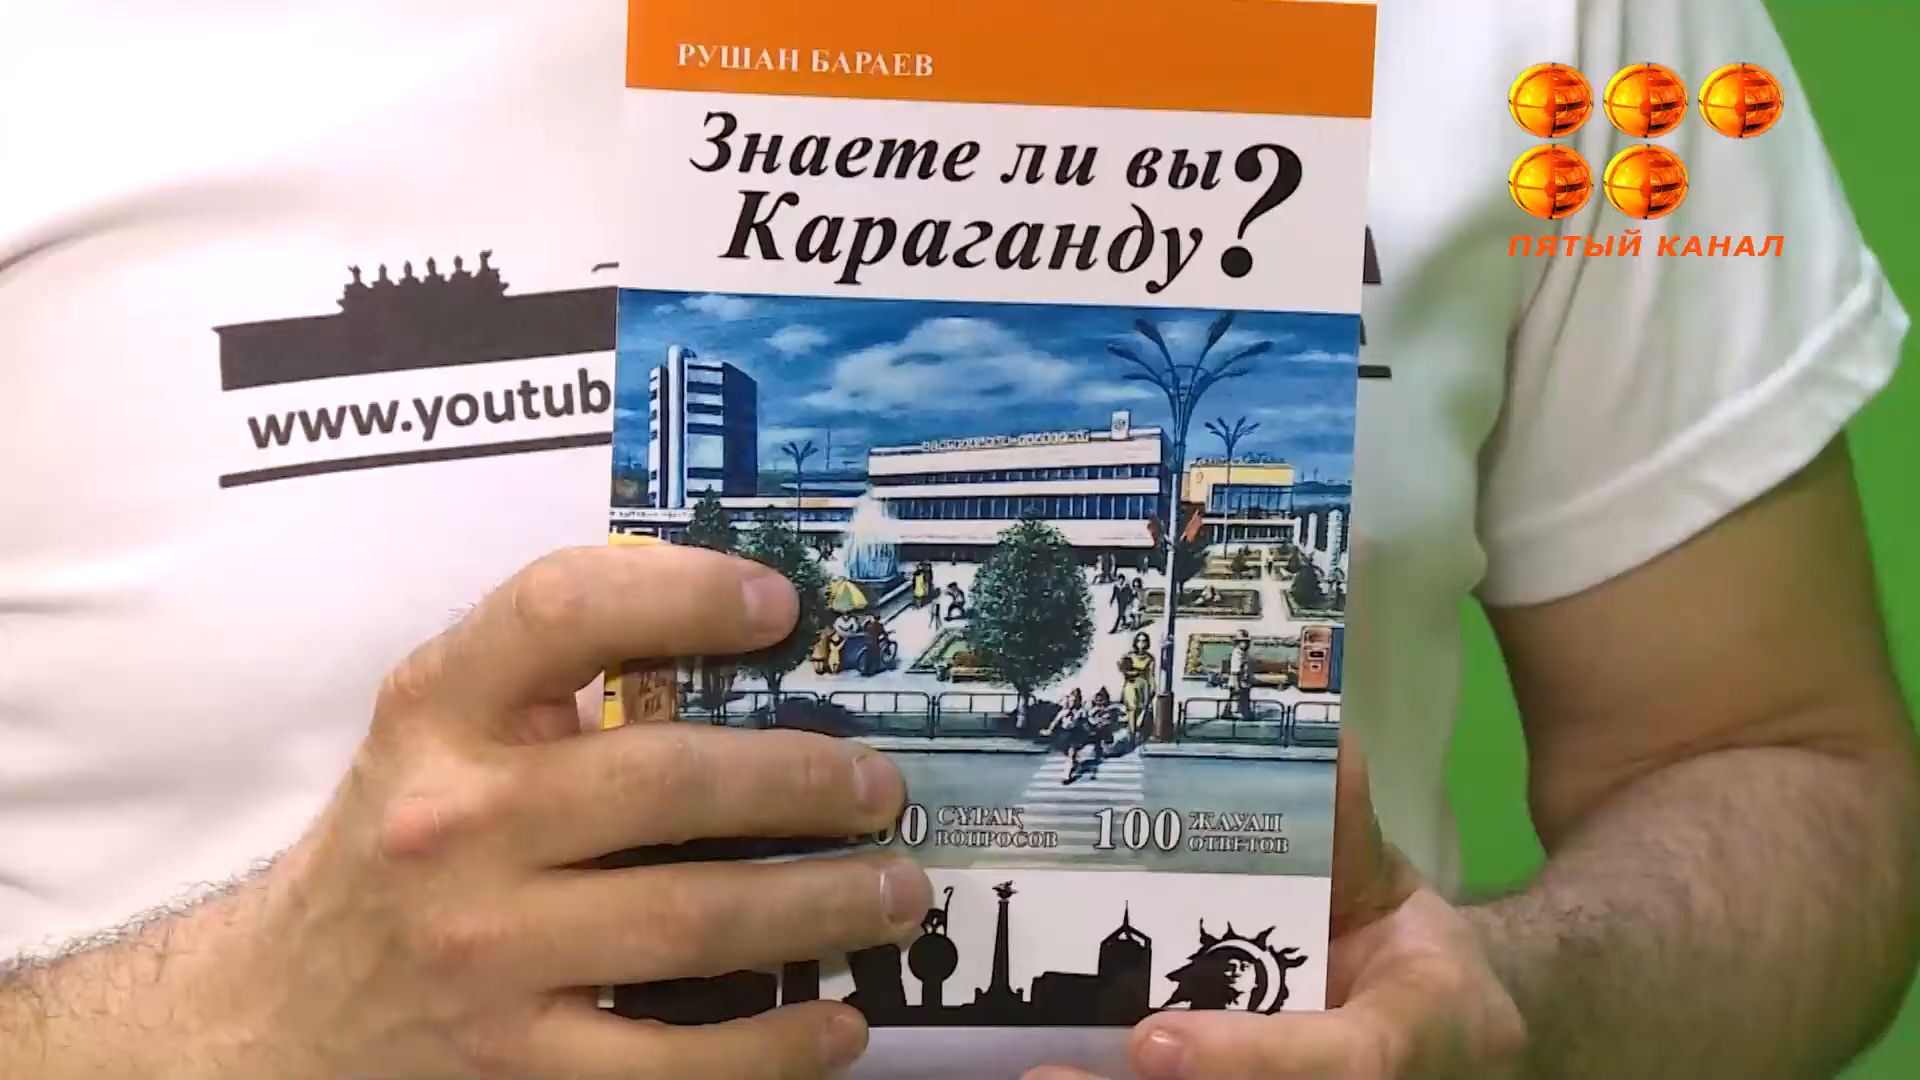 РУШАН БАРАЕВ
Знаете ли вы
Караганду?
ПЯТЫЙ КАНАЛ
www.youtub
СҰРАҚ
ВОПРОСОВ
100 ЖАУАП
ОТВЕТОВ